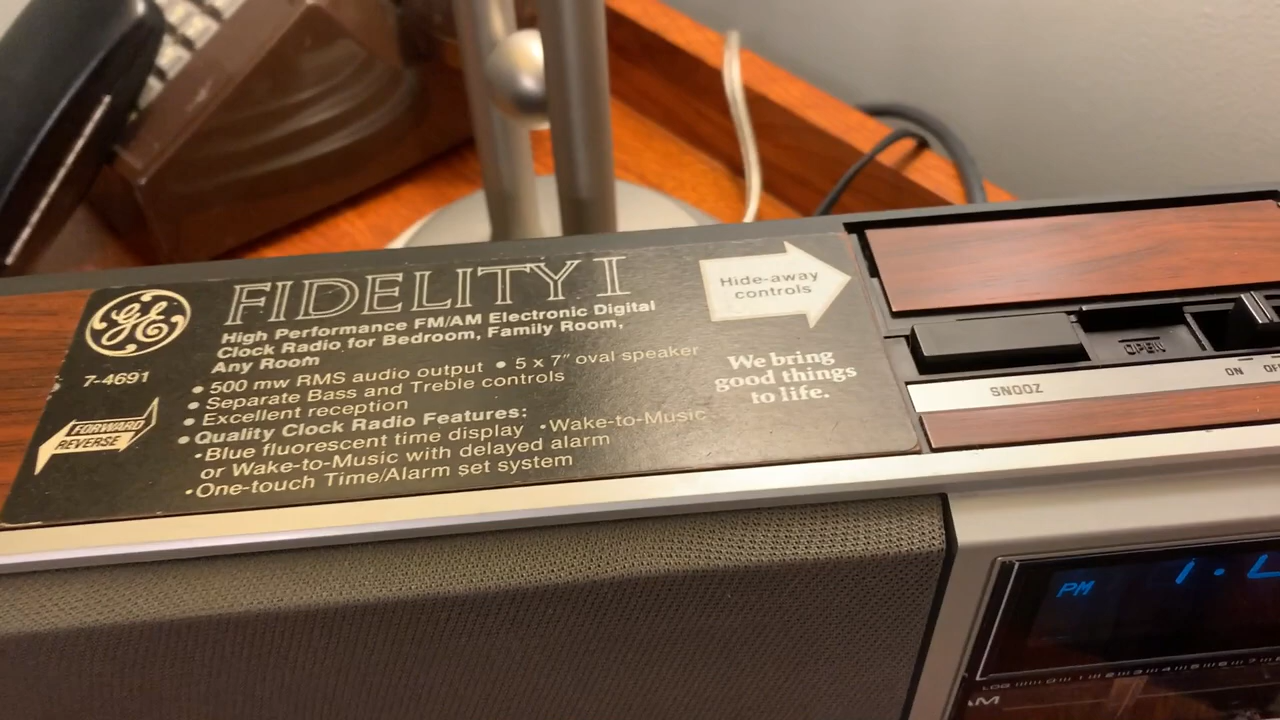 FIDELITY I
High Performance FM/AM Electronic Digital
Clock Radio for Bedroom, Family Room,
Any Room
• 500 mw RMS audio output • 5 x 7" oval speaker
• Separate Bass and Treble controls
• Excellent reception
• Quality Clock Radio Features:
•Blue fluorescent time display •Wake-to-Music
or Wake-to-Music with delayed alarm
•One-touch Time/Alarm set system
GE
7-4691
FORWARD
REVERSE
Hide-away
controls
We bring
good things
to life.
OPEN
SNOOZ
ON
PM